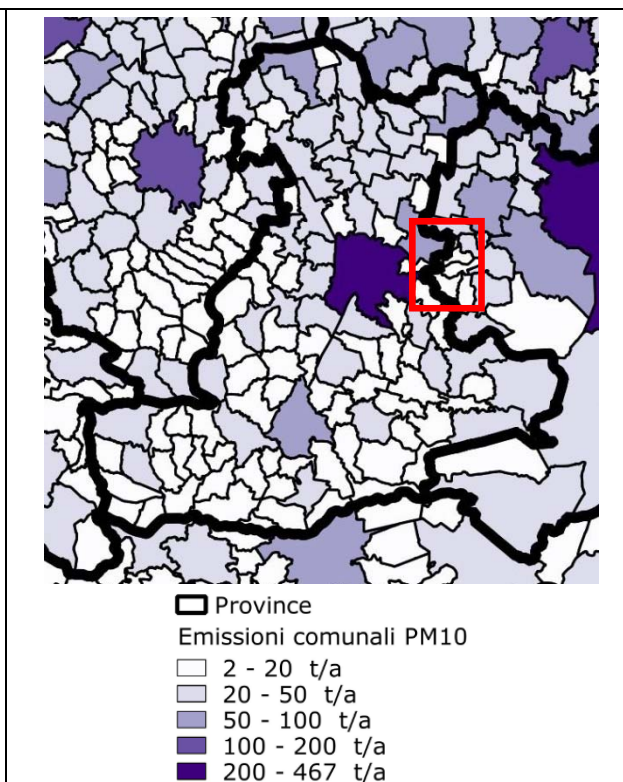 Province
Emissioni comunali PM10
2 - 20 t/a
20 - 50 t/a
50 - 100 t/a
100 - 200 t/a
200 - 467 t/a